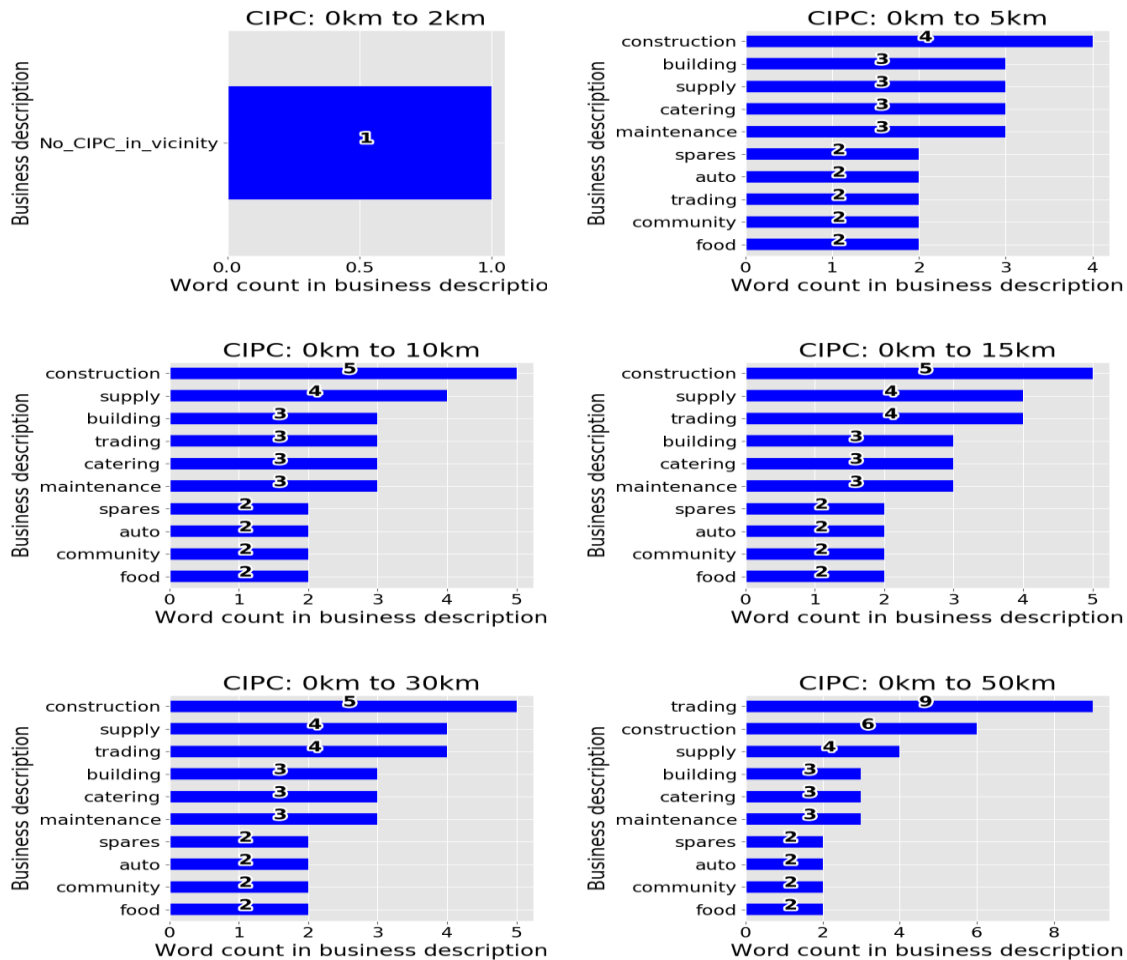 CIPC: 0km to 2km
Business description
No_CIPC_in_vicinity
1
0.0 0.5 1.0
Word count in business descriptio
CIPC: 0km to 5km
Business description
construction 4
building 3
supply 3
catering 3
maintenance 3
spares 2
auto 2
trading 2
community 2
food 2
0 1 2 3 4
Word count in business description
CIPC: 0km to 10km
Business description
construction 5
supply 4
building 3
trading 3
catering 3
maintenance 3
spares 2
auto 2
community 2
food 2
0 1 2 3 4 5
Word count in business description
CIPC: 0km to 15km
Business description
construction 5
supply 4
trading 4
building 3
catering 3
maintenance 3
spares 2
auto 2
community 2
food 2
0 1 2 3 4 5
Word count in business description
CIPC: 0km to 30km
Business description
construction 5
supply 4
trading 4
building 3
catering 3
maintenance 3
spares 2
auto 2
community 2
food 2
0 1 2 3 4 5
Word count in business description
CIPC: 0km to 50km
Business description
trading 9
construction 6
supply 4
building 3
catering 3
maintenance 3
spares 2
auto 2
community 2
food 2
0 2 4 6 8
Word count in business description